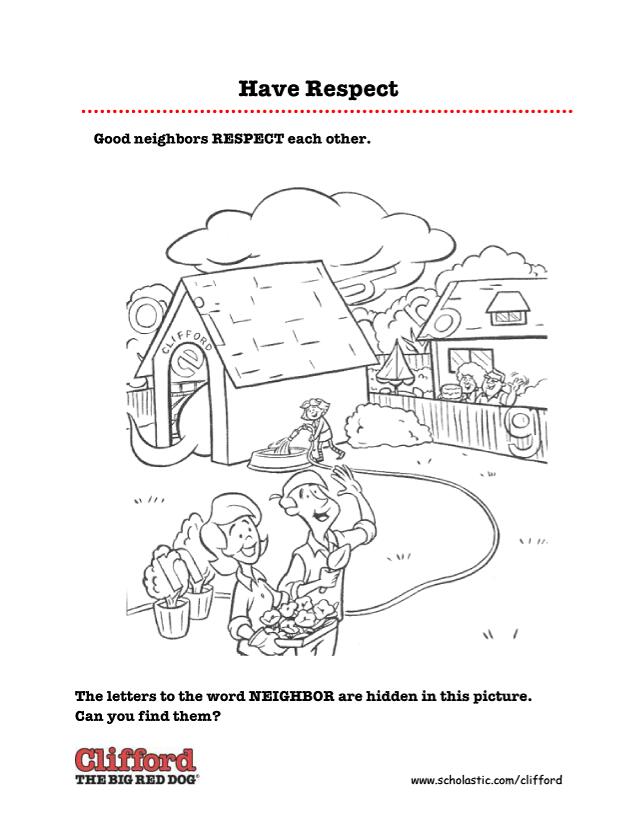 Have Respect
Good neighbors RESPECT each other.
CLIFFORD
The letters to the word NEIGHBOR are hidden in this picture.
Can you find them?
Clifford
THE BIG RED DOG®
www.scholastic.com/clifford